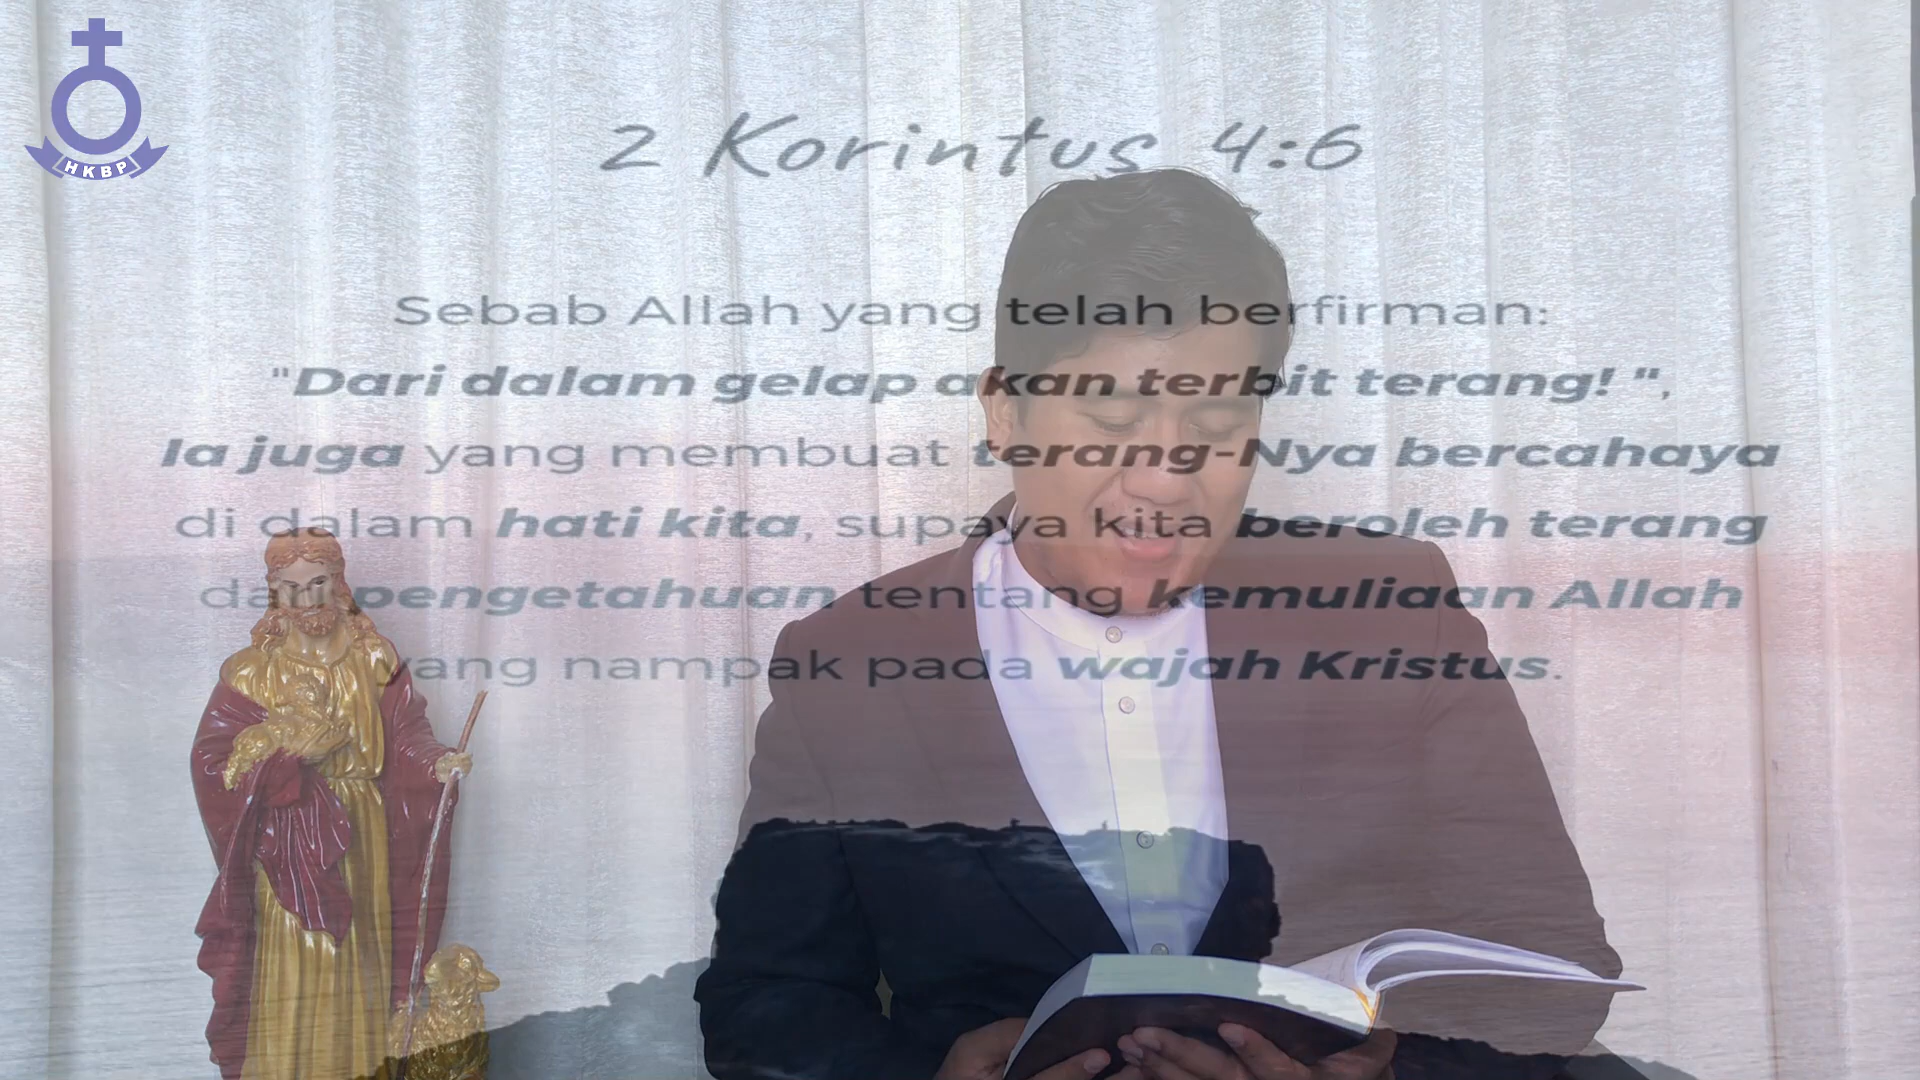 HKBP
2 Korintus 4:6
Sebab Allah yang telah berfirman:
"Dari dalam gelap akan terbit terang! ",
Ia juga yang membuat terang-Nya bercahaya
di dalam hati kita, supaya kita beroleh terang
dari pengetahuan tentang kemuliaan Allah
yang nampak pada wajah Kristus.